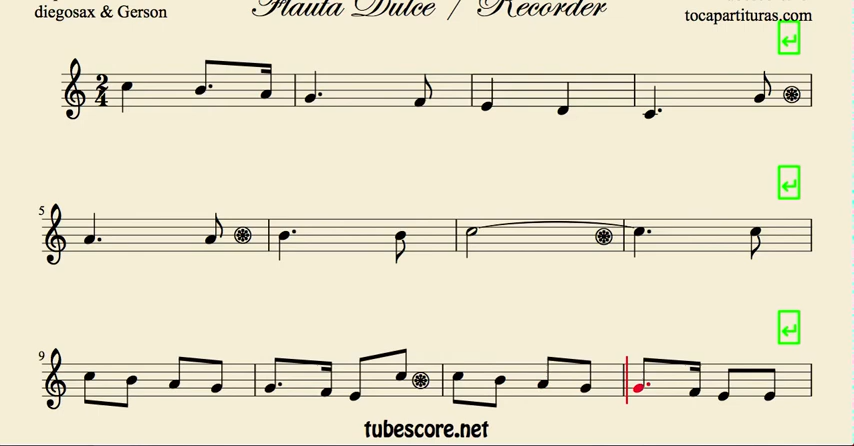 diegosax & Gerson
Flauta Dulce / Recorder
tocapartituras.com
2
4
5
9
tubescore.net